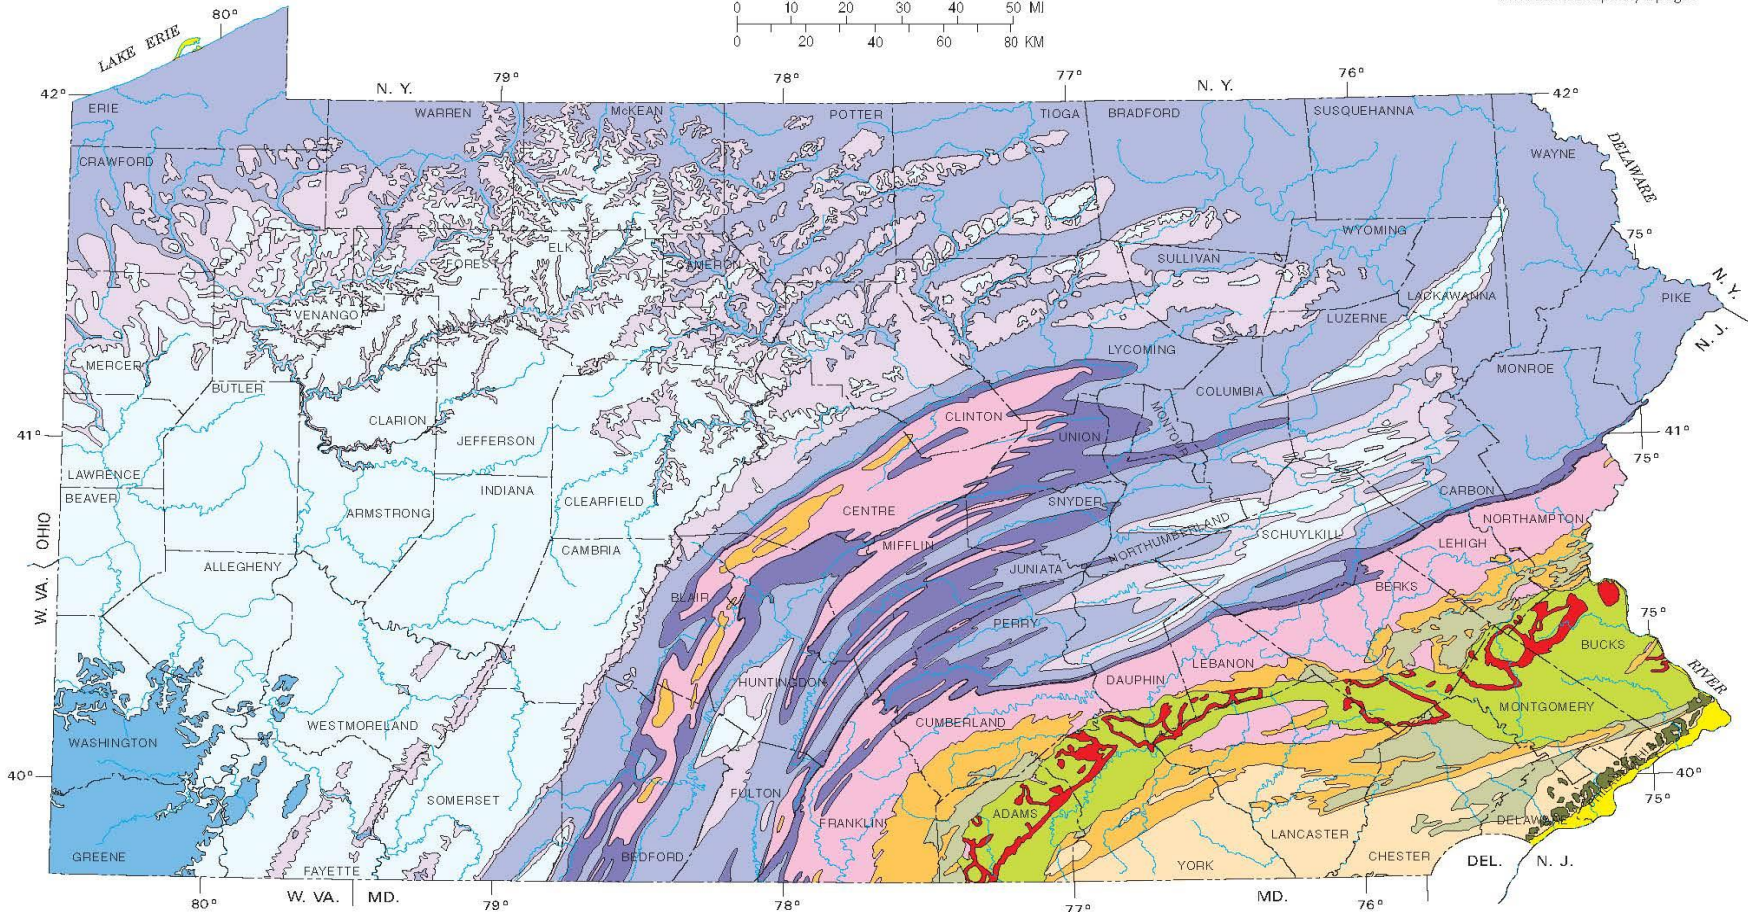 0 10 20 30 40 50 MI
0 20 40 60 80 KM
80°
LAKE ERIE
79°
78°
77°
76°
42°
N. Y.
N. Y.
42°
ERIE
WARREN
McKEAN
POTTER
TIOGA
BRADFORD
SUSQUEHANNA
CRAWFORD
WAYNE
DELAWARE
WYOMING
75°
ELK
FOREST
CAMERON
SULLIVAN
N. Y.
VENANGO
LACKAWANNA
PIKE
LUZERNE
N. J.
MERCER
LYCOMING
MONROE
BUTLER
COLUMBIA
CLARION
CLINTON
MONTOUR
41°
JEFFERSON
UNION
41°
75°
LAWRENCE
BEAVER
INDIANA
CLEARFIELD
SNYDER
CARBON
OHIO
ARMSTRONG
CENTRE
NORTHAMPTON
NORTHUMBERLAND
SCHUYLKILL
CAMBRIA
MIFFLIN
LEHIGH
ALLEGHENY
JUNIATA
BERKS
W. VA.
BLAIR
PERRY
75°
BUCKS
LEBANON
RIVER
HUNTINGDON
DAUPHIN
WESTMORELAND
CUMBERLAND
MONTGOMERY
WASHINGTON
40°
40°
SOMERSET
FULTON
75°
FRANKLIN
ADAMS
DELAWARE
LANCASTER
GREENE
BEDFORD
YORK
CHESTER
DEL.
N. J.
FAYETTE
80°
W. VA.
MD.
79°
78°
77°
MD.
76°